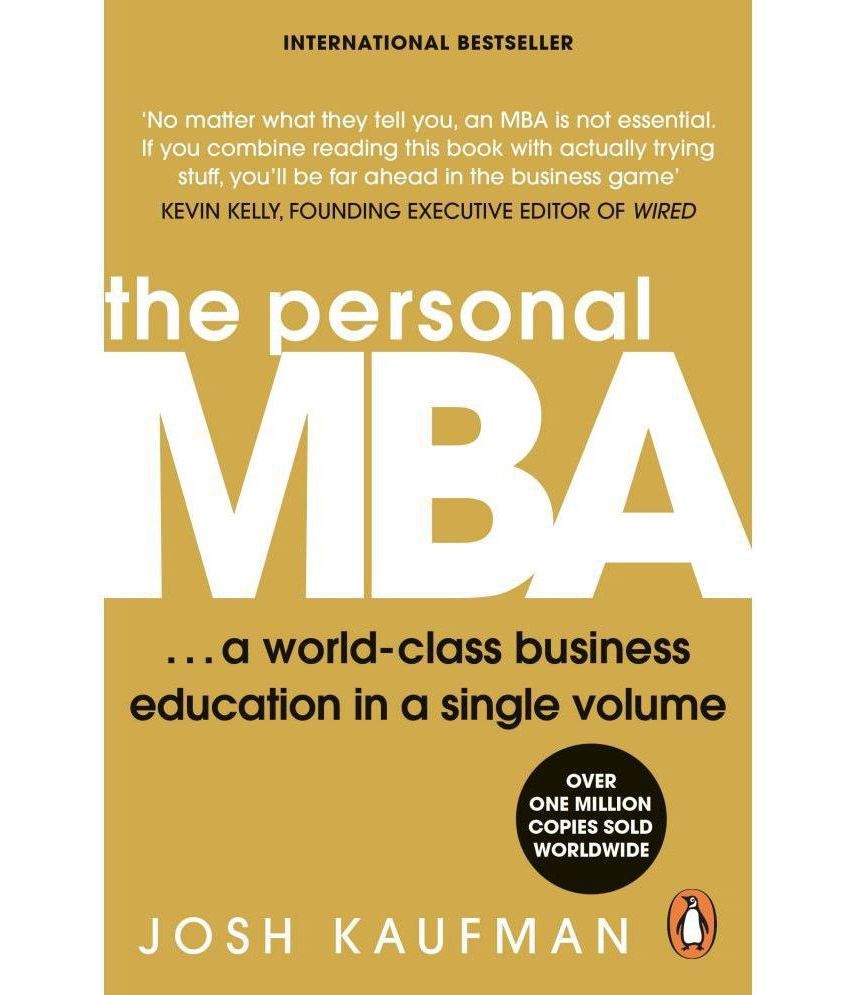 INTERNATIONAL BESTSELLER
‘No matter what they tell you, an MBA is not essential.
If you combine reading this book with actually trying
stuff, you’ll be far ahead in the business game’
KEVIN KELLY, FOUNDING EXECUTIVE EDITOR OF WIRED
the personal
MBA
...a world-class business
education in a single volume
OVER
ONE MILLION
COPIES SOLD
WORLDWIDE
JOSH KAUFMAN